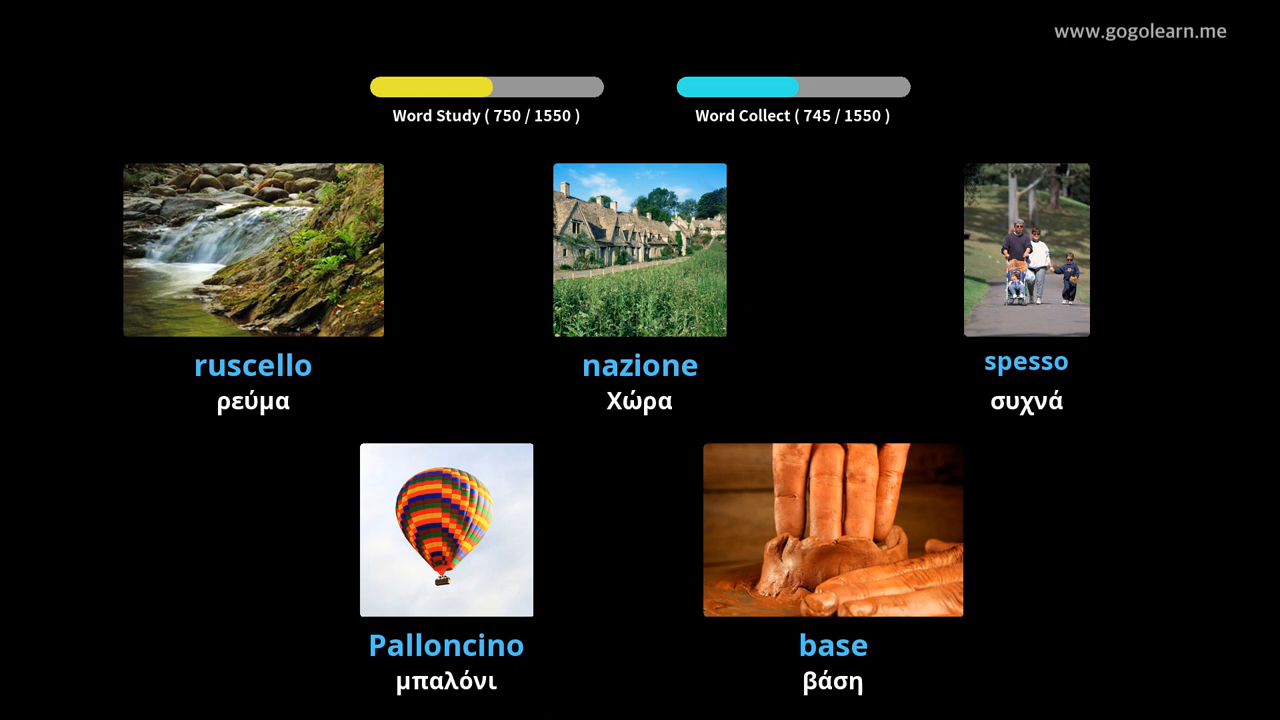 www.gogolearn.me
Word Study ( 750 / 1550 )
Word Collect ( 745 / 1550 )
ruscello
ρεύμα
nazione
Χώρα
spesso
συχνά
Palloncino
μπαλόνι
base
βάση